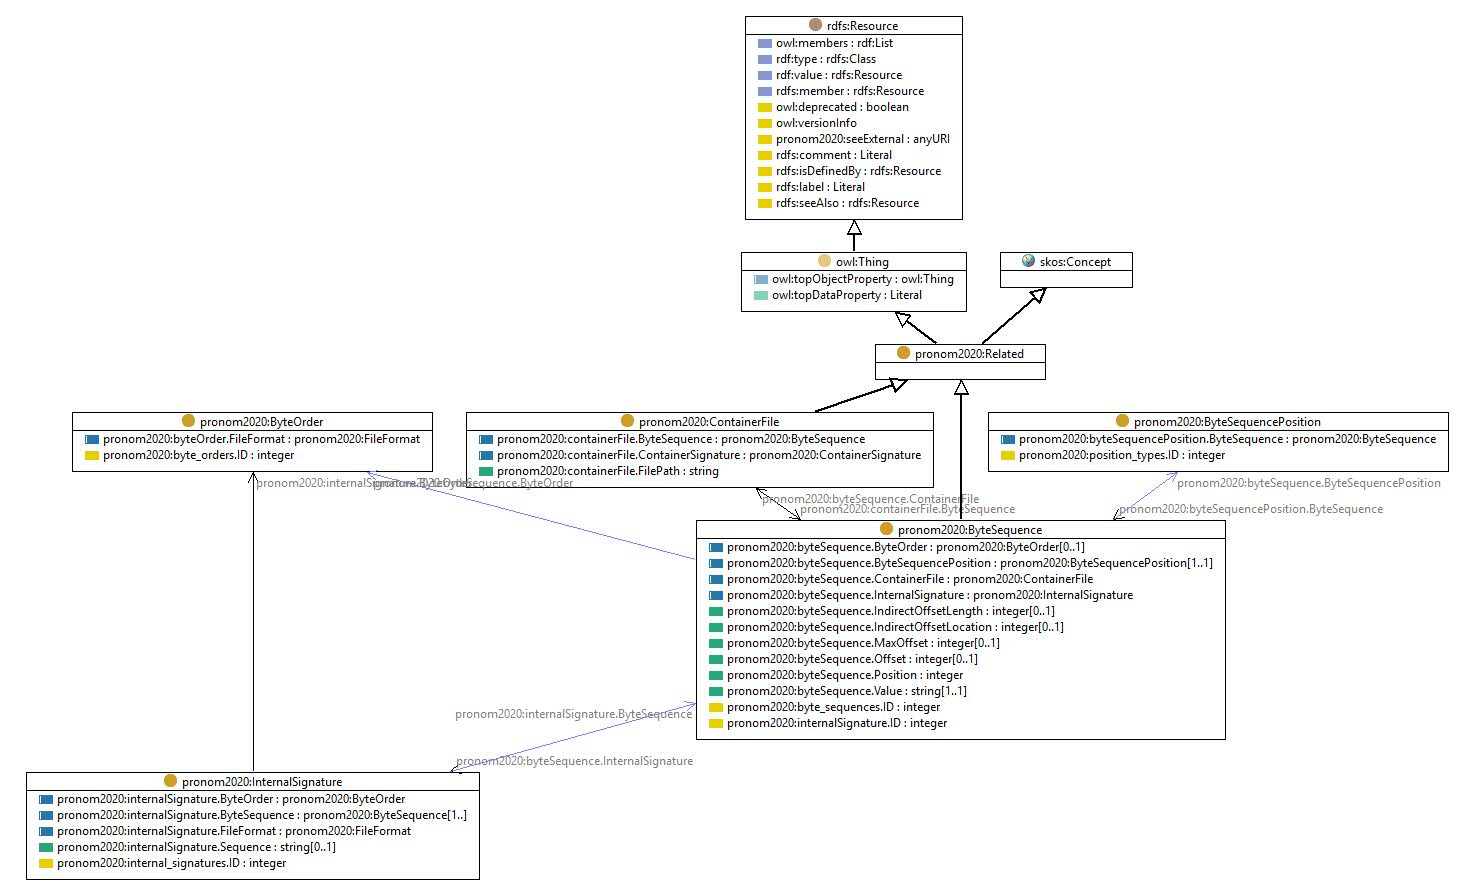 rdfs:Resource
owl:members : rdf:List
rdf:type : rdfs:Class
rdf:value : rdfs:Resource
rdfs:member : rdfs:Resource
owl:deprecated : boolean
owl:versionInfo
pronom2020:seeExternal : anyURI
rdfs:comment : Literal
rdfs:isDefinedBy : rdfs:Resource
rdfs:label : Literal
rdfs:seeAlso : rdfs:Resource
owl:Thing
owl:topObjectProperty : owl:Thing
owl:topDataProperty : Literal
skos:Concept
pronom2020:Related
pronom2020:ByteOrder
pronom2020:byteOrder.FileFormat : pronom2020:FileFormat
pronom2020:byte_orders.ID : integer
pronom2020:ContainerFile
pronom2020:containerFile.ByteSequence : pronom2020:ByteSequence
pronom2020:containerFile.ContainerSignature : pronom2020:ContainerSignature
pronom2020:containerFile.FilePath : string
pronom2020:ByteSequencePosition
pronom2020:byteSequencePosition.ByteSequence : pronom2020:ByteSequence
pronom2020:position_types.ID : integer
pronom2020:internalSignature.ByteOrder
pronom2020:byteSequence.ByteOrder
pronom2020:byteSequence.ContainerFile
pronom2020:containerFile.ByteSequence
pronom2020:byteSequence.ByteSequencePosition
pronom2020:byteSequencePosition.ByteSequence
pronom2020:ByteSequence
pronom2020:byteSequence.ByteOrder : pronom2020:ByteOrder[0..1]
pronom2020:byteSequence.ByteSequencePosition : pronom2020:ByteSequencePosition[1..1]
pronom2020:byteSequence.ContainerFile : pronom2020:ContainerFile
pronom2020:byteSequence.InternalSignature : pronom2020:InternalSignature
pronom2020:byteSequence.IndirectOffsetLength : integer[0..1]
pronom2020:byteSequence.IndirectOffsetLocation : integer[0..1]
pronom2020:byteSequence.MaxOffset : integer[0..1]
pronom2020:byteSequence.Offset : integer[0..1]
pronom2020:byteSequence.Position : integer
pronom2020:byteSequence.Value : string[1..1]
pronom2020:byte_sequences.ID : integer
pronom2020:internalSignature.ID : integer
pronom2020:internalSignature.ByteSequence
pronom2020:byteSequence.InternalSignature
pronom2020:InternalSignature
pronom2020:internalSignature.ByteOrder : pronom2020:ByteOrder
pronom2020:internalSignature.ByteSequence : pronom2020:ByteSequence[1..]
pronom2020:internalSignature.FileFormat : pronom2020:FileFormat
pronom2020:internalSignature.Sequence : string[0..1]
pronom2020:internal_signatures.ID : integer